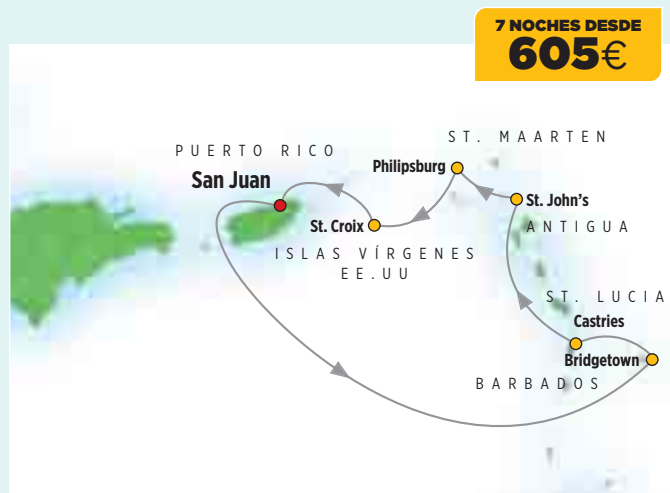 7 NOCHES DESDE
605€
ST. MAARTEN
PUERTO RICO
Philipsburg
San Juan
St. John's
St. Croix
ANTIGUA
ISLAS VÍRGENES
EE.UU
ST. LUCIA
Castries
Bridgetown
BARBADOS